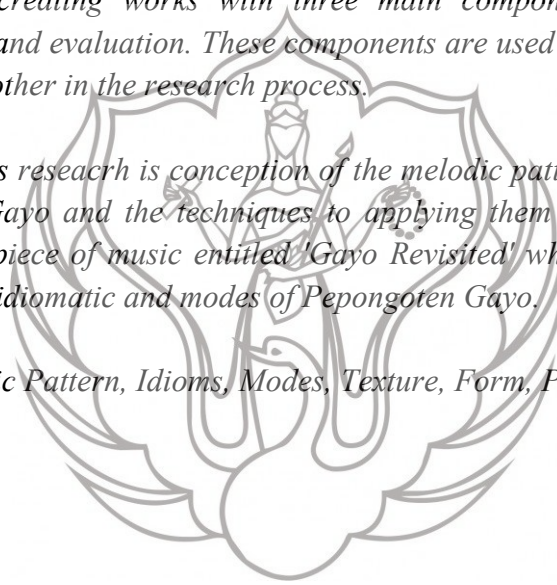 creating works with three main compon
and evaluation. These components are used
other in the research process.
s reseacrh is conception of the melodic patt
Gayo and the techniques to applying them
piece of music entitled 'Gayo Revisited' wh
idiomatic and modes of Pepongoten Gayo.
ic Pattern, Idioms, Modes, Texture, Form, P